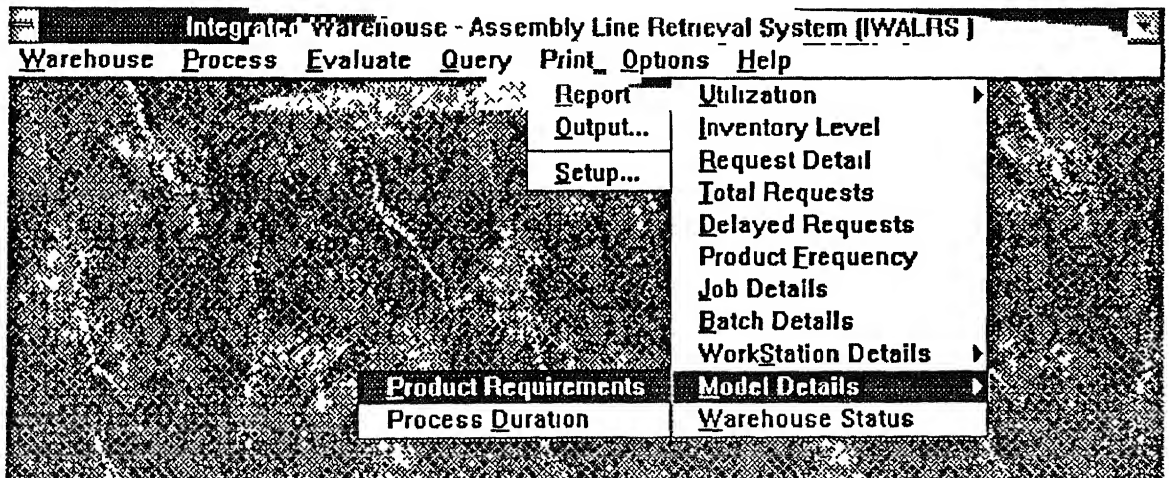 Integrated Warehouse - Assembly Line Retrieval System [IWALRS ]
Warehouse Process Evaluate Query Print Options Help
Report
Output...
Setup...
Utilization
Inventory Level
Request Detail
Total Requests
Delayed Requests
Product Frequency
Job Details
Batch Details
WorkStation Details
Model Details
Warehouse Status
Product Requirements
Process Duration